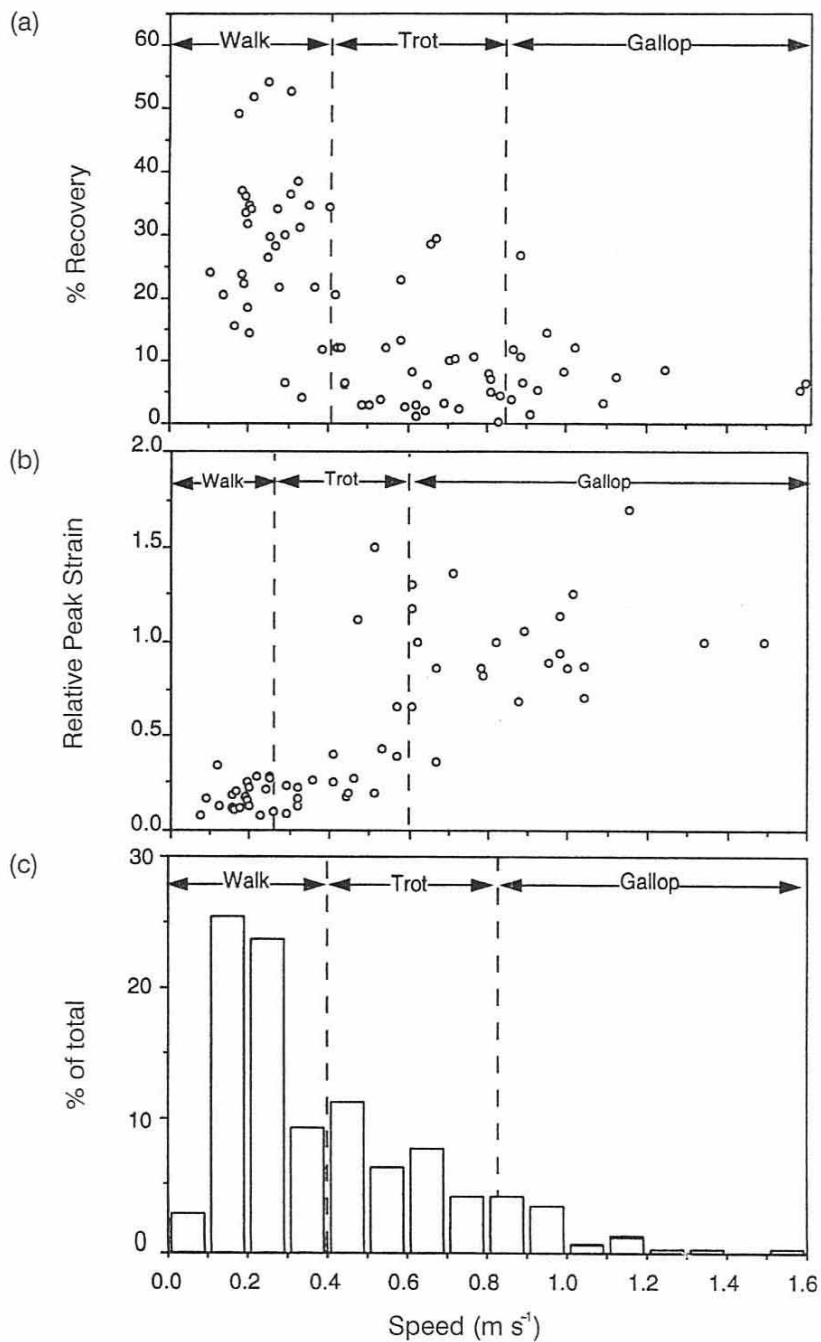 (a)
60
50
40
30
20
10
0
% Recovery
Walk
Trot
Gallop
(b)
2.0
1.5
1.0
0.5
0.0
Relative Peak Strain
Walk
Trot
Gallop
(c)
30
20
10
0
% of total
Walk
Trot
Gallop
0.0 0.2 0.4 0.6 0.8 1.0 1.2 1.4 1.6
Speed (m s⁻¹)